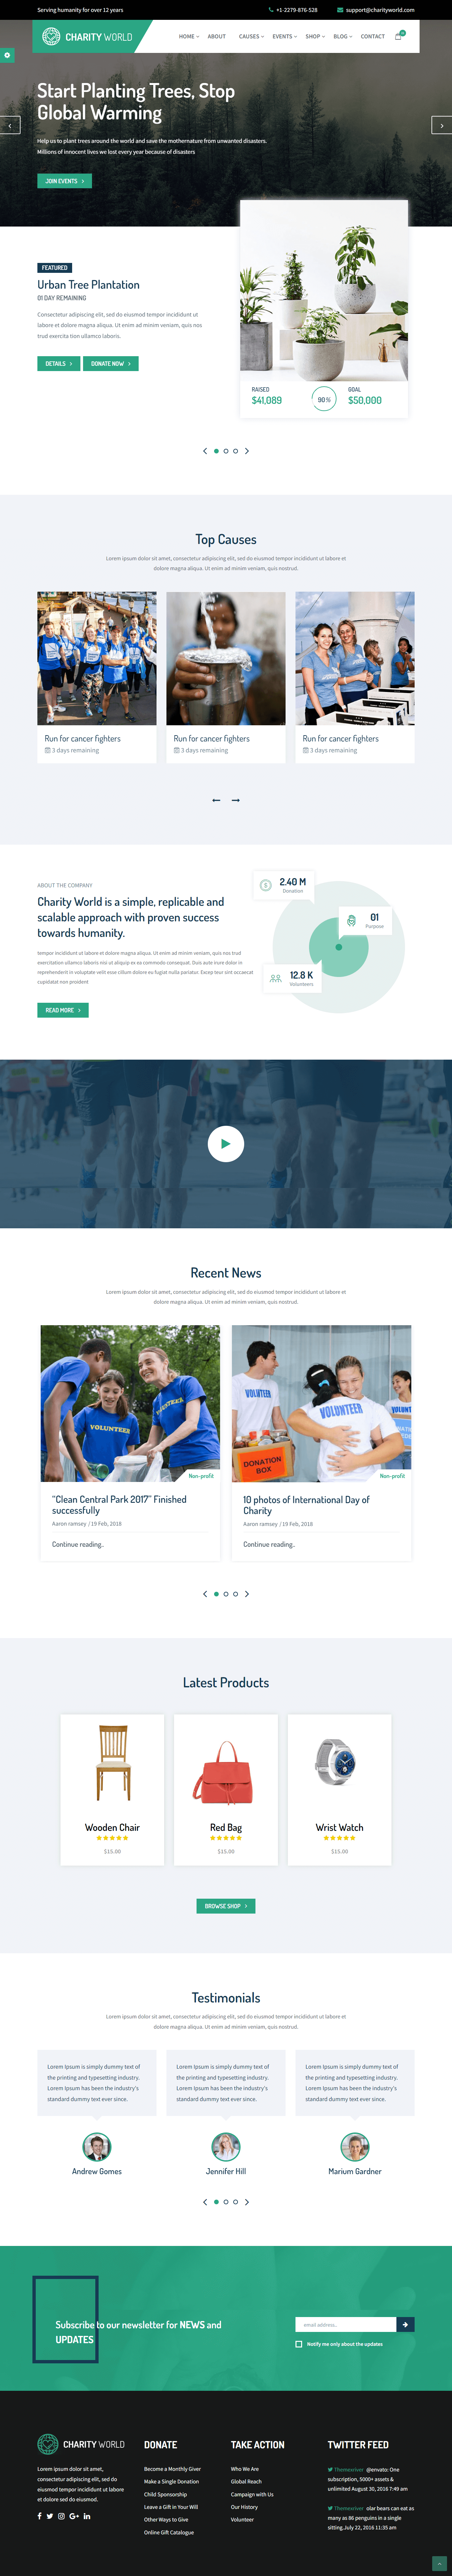 Serving humanity for over 12 years
+1-2279-876-528
support@charityworld.com
CHARITY WORLD
HOME
ABOUT
CAUSES
EVENTS
SHOP
BLOG
CONTACT
Start Planting Trees, Stop
Global Warming
Help us to plant trees around the world and save the mothernature from unwanted disasters.
Millions of innocent lives we lost every year because of disasters
JOIN EVENTS
FEATURED
Urban Tree Plantation
01 DAY REMAINING
Consectetur adipisicing elit, sed do eiusmod tempor incididunt ut
labore et dolore magna aliqua. Ut enim ad minim veniam, quis nos
trud exercita tion ullamco laboris.
DETAILS
DONATE NOW
RAISED
$41,089
90%
GOAL
$50,000
Top Causes
Lorem ipsum dolor sit amet, consectetur adipiscing elit, sed do eiusmod tempor incididunt ut labore et
dolore magna aliqua. Ut enim ad minim veniam, quis nostrud.
Run for cancer fighters
3 days remaining
Run for cancer fighters
3 days remaining
Run for cancer fighters
3 days remaining
ABOUT THE COMPANY
Charity World is a simple, replicable and
scalable approach with proven success
towards humanity.
tempor incididunt ut labore et dolore magna aliqua. Ut enim ad minim veniam, quis nos trud
exercitation ullamco laboris nisi ut aliquip ex ea commodo consequat. Duis aute irure dolor in
reprehenderit in voluptate velit esse cillum dolore eu fugiat nulla pariatur. Excep teur sint occaecat
cupidatat non proident
READ MORE
2.40 M
Donation
01
Purpose
12.8 K
Volunteers
Recent News
Lorem ipsum dolor sit amet, consectetur adipiscing elit, sed do eiusmod tempor incididunt ut labore et
dolore magna aliqua. Ut enim ad minim veniam, quis nostrud.
VOLUNTEER
VOLUNTEER
Non-profit
"Clean Central Park 2017" Finished
successfully
Aaron ramsey / 19 Feb, 2018
Continue reading..
VOLUNTEER
VOLUNTEER
DONATION
BOX
Non-profit
10 photos of International Day of
Charity
Aaron ramsey / 19 Feb, 2018
Continue reading..
Latest Products
Wooden Chair
$15.00
Red Bag
$15.00
Wrist Watch
$15.00
BROWSE SHOP
Testimonials
Lorem ipsum dolor sit amet, consectetur adipiscing elit, sed do eiusmod tempor incididunt ut labore et
dolore magna aliqua. Ut enim ad minim veniam, quis nostrud.
Lorem Ipsum is simply dummy text of
the printing and typesetting industry.
Lorem Ipsum has been the industry's
standard dummy text ever since.
Andrew Gomes
Lorem Ipsum is simply dummy text of
the printing and typesetting industry.
Lorem Ipsum has been the industry's
standard dummy text ever since.
Jennifer Hill
Lorem Ipsum is simply dummy text of
the printing and typesetting industry.
Lorem Ipsum has been the industry's
standard dummy text ever since.
Marium Gardner
Subscribe to our newsletter for NEWS and
UPDATES
email address..
Notify me only about the updates
CHARITY WORLD
Lorem ipsum dolor sit amet,
consectetur adipiscing elit, sed do
eiusmod tempor incididunt ut labore
et dolore sed do eiusmod.
DONATE
Become a Monthly Giver
Make a Single Donation
Child Sponsorship
Leave a Gift in Your Will
Other Ways to Give
Online Gift Catalogue
TAKE ACTION
Who We Are
Global Reach
Campaign with Us
Our History
Volunteer
TWITTER FEED
Themexriver @envato: One
subscription, 5000+ assets &
unlimited August 30, 2016 7:49 am
Themexriver olar bears can eat as
many as 86 penguins in a single
sitting.July 22, 2016 11:35 am